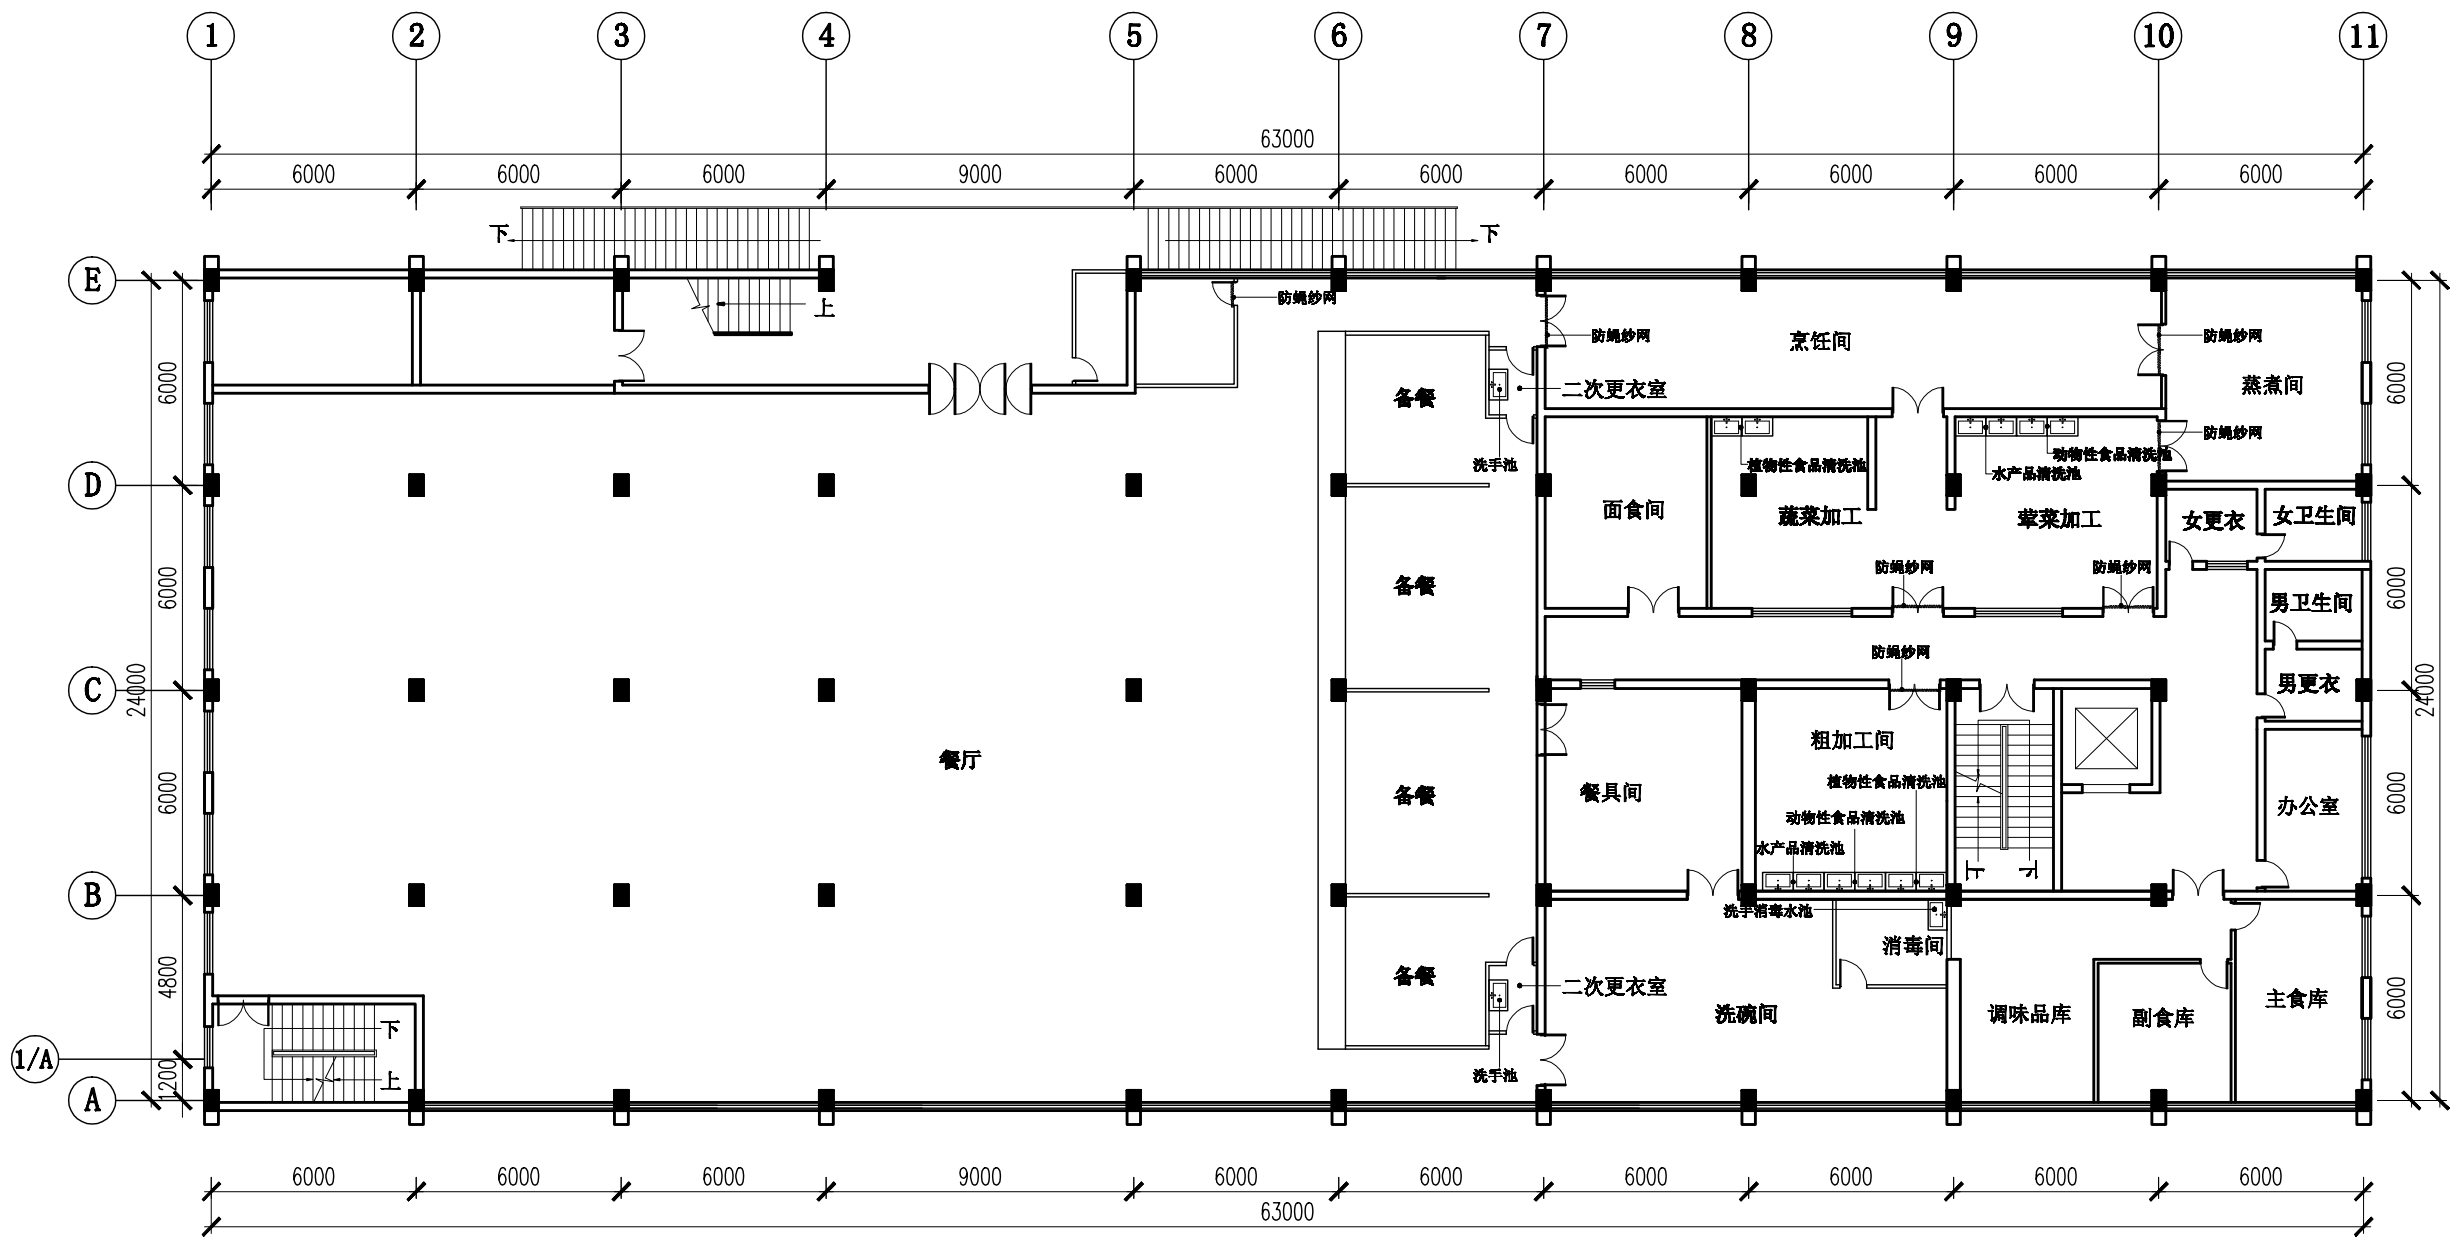 1 2 3 4 5 6 7 8 9 10 11
63000
6000 6000 6000 9000 6000 6000 6000 6000 6000 6000
下 下
E
防蝇纱网
上
防蝇纱网
烹饪间
防蝇纱网
6000
6000
备餐
二次更衣室
蒸煮间
防蝇纱网
洗手池
植物性食品清洗池
动物性食品清洗池
水产品清洗池
D
面食间
蔬菜加工
荤菜加工
女更衣
女卫生间
6000
备餐
防蝇纱网
防蝇纱网
6000
男卫生间
防蝇纱网
C
24000
男更衣
24000
餐厅
粗加工间
6000
备餐
餐具间
植物性食品清洗池
动物性食品清洗池
水产品清洗池
办公室
6000
上 下
B
洗手消毒水池
消毒间
4800
备餐
二次更衣室
洗碗间
调味品库
副食库
主食库
6000
下
1/A
上
洗手池
1200
A
6000 6000 6000 9000 6000 6000 6000 6000 6000 6000
63000